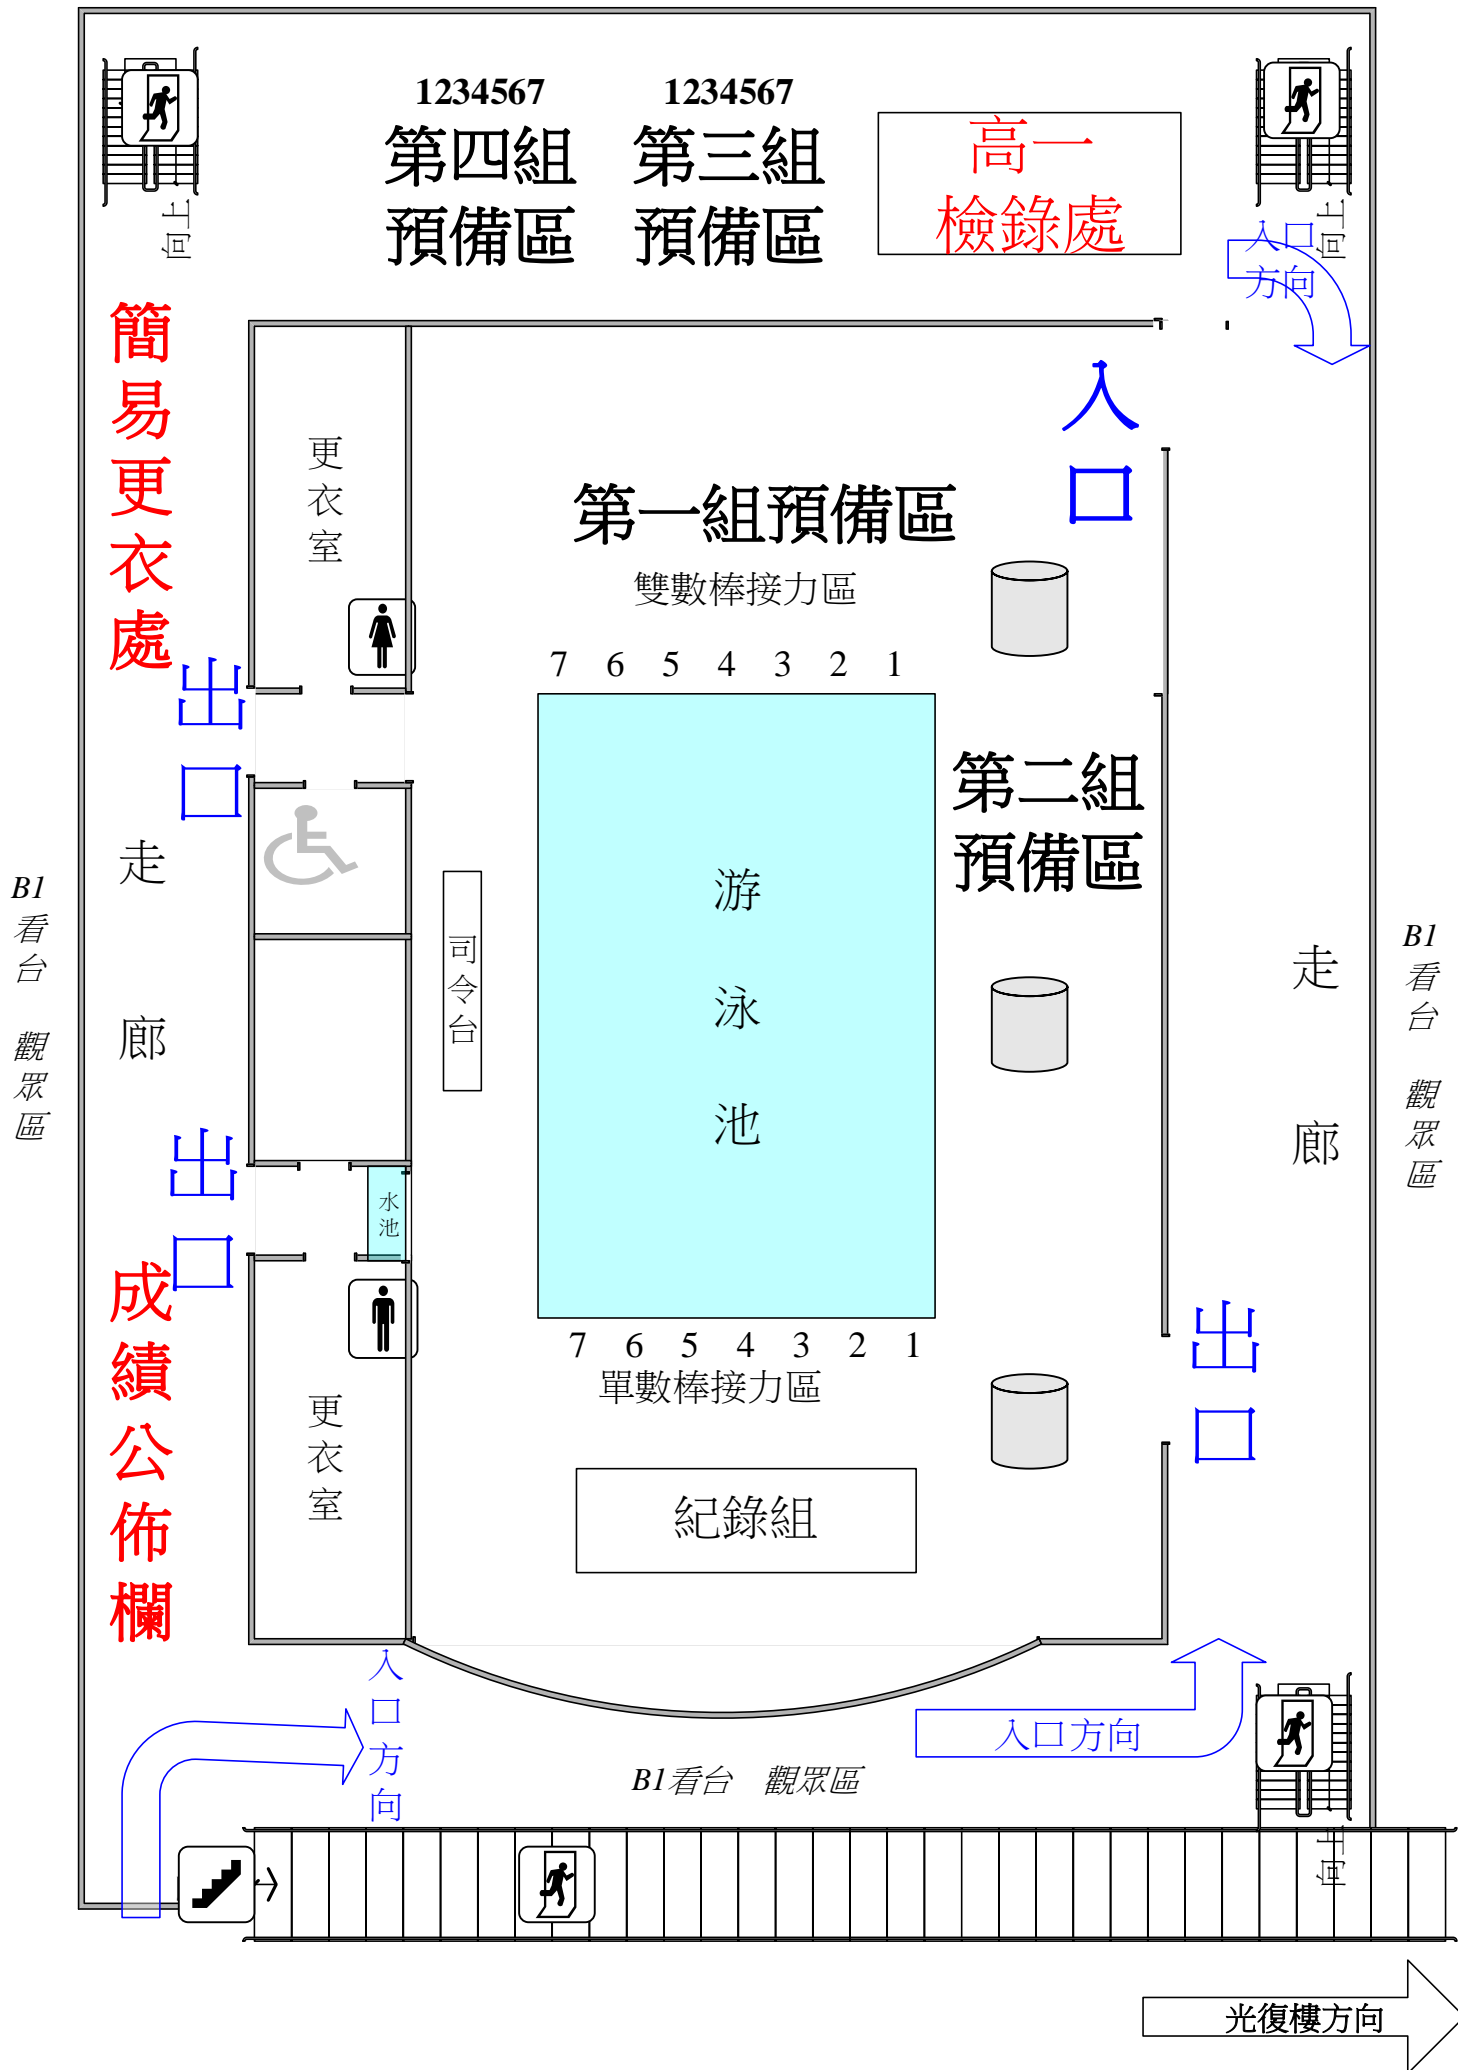 1234567
第四組
預備區
1234567
第三組
預備區
高一
檢錄處
向上
向上
入口
方向
簡易更衣處
入口
更衣室
第一組預備區
雙數棒接力區
7 6 5 4 3 2 1
出口
第二組
預備區
走廊
B1看台 觀眾區
司令台
游泳池
走廊
B1看台 觀眾區
出口
水池
成績公佈欄
7 6 5 4 3 2 1
單數棒接力區
出口
更衣室
紀錄組
入口方向
入口方向
B1看台 觀眾區
向上
光復樓方向